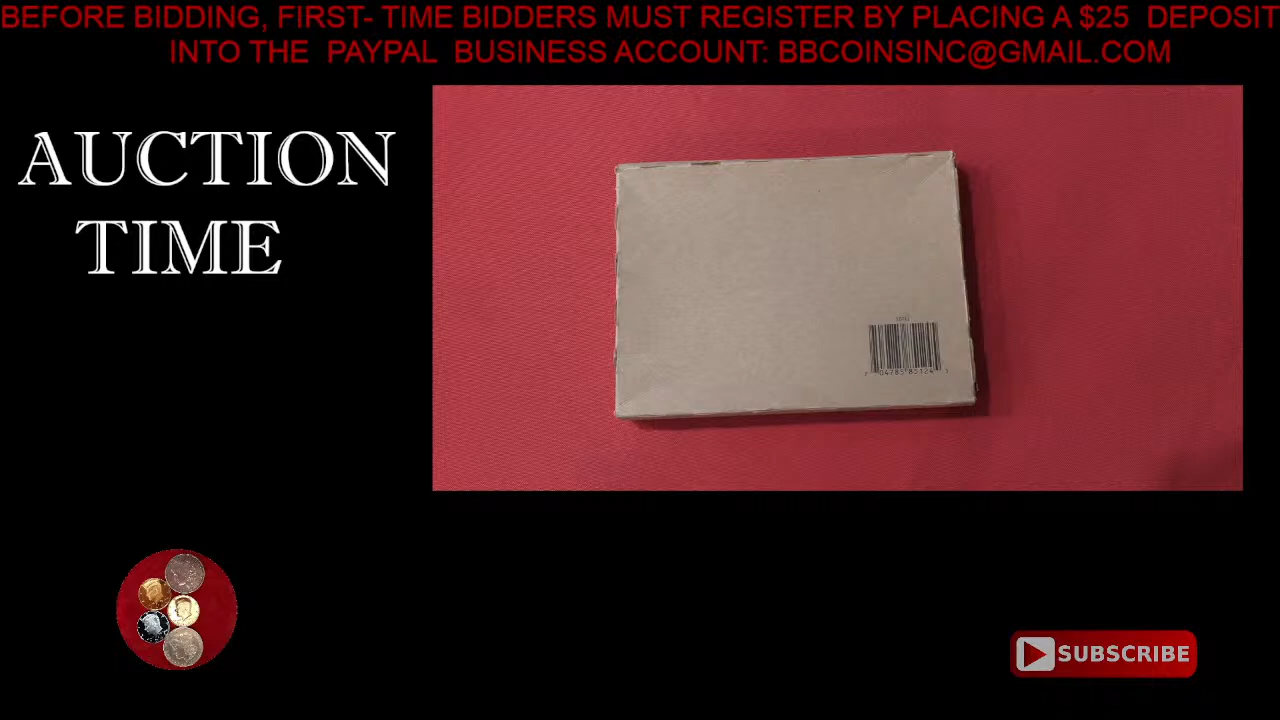 BEFORE BIDDING, FIRST- TIME BIDDERS MUST REGISTER BY PLACING A $25 DEPOSIT
INTO THE PAYPAL BUSINESS ACCOUNT: BBCOINSINC@GMAIL.COM
AUCTION
TIME
SUBSCRIBE